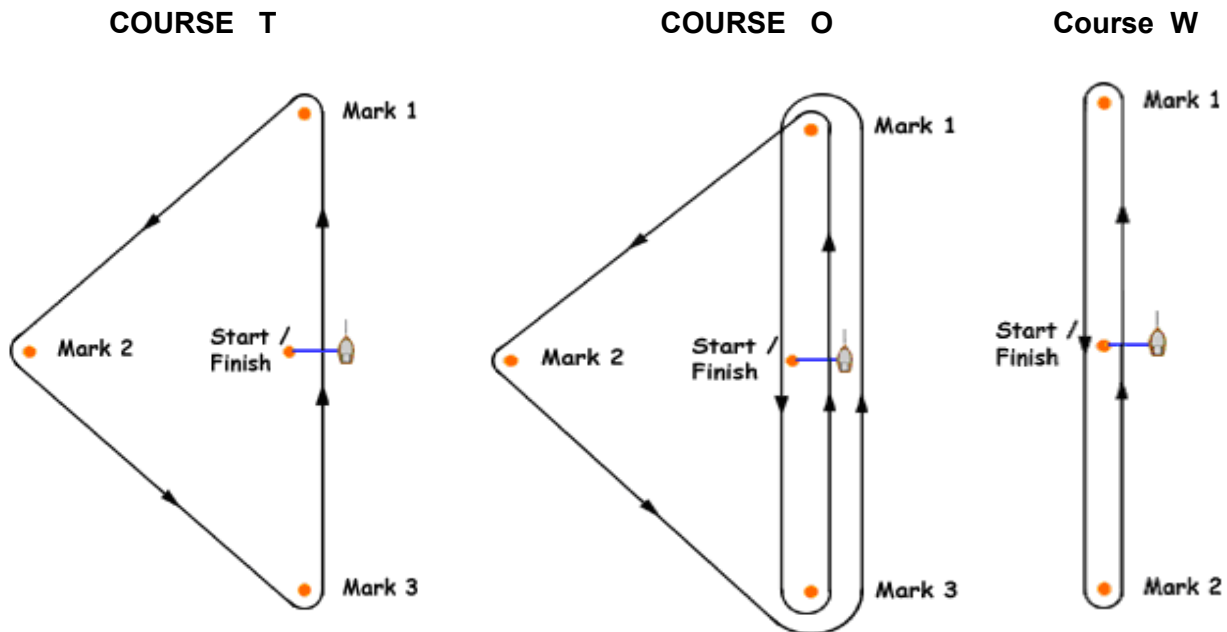 COURSE T
Mark 1
Mark 2
Start /
Finish
Mark 3
COURSE O
Mark 1
Mark 2
Start /
Finish
Mark 3
Course W
Mark 1
Start /
Finish
Mark 2